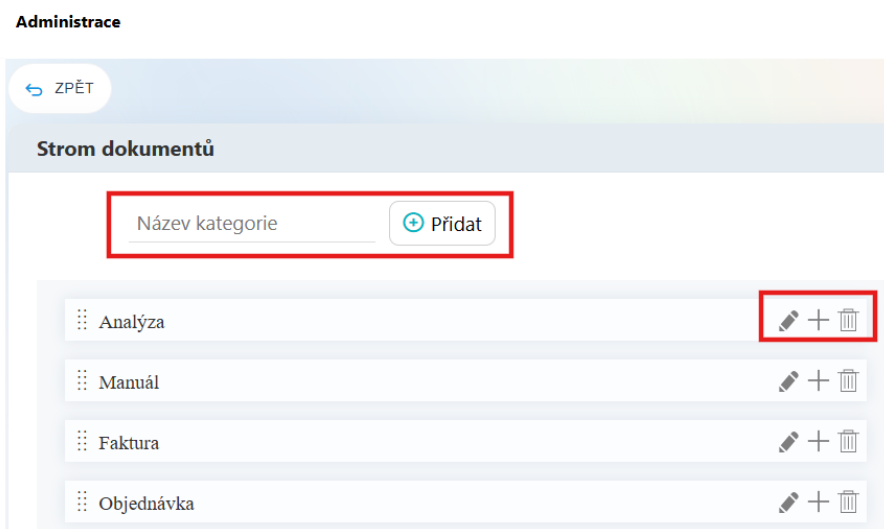 Administrace
ZPĚT
Strom dokumentů
Název kategorie
Přidat
Analýza
Manuál
Faktura
Objednávka